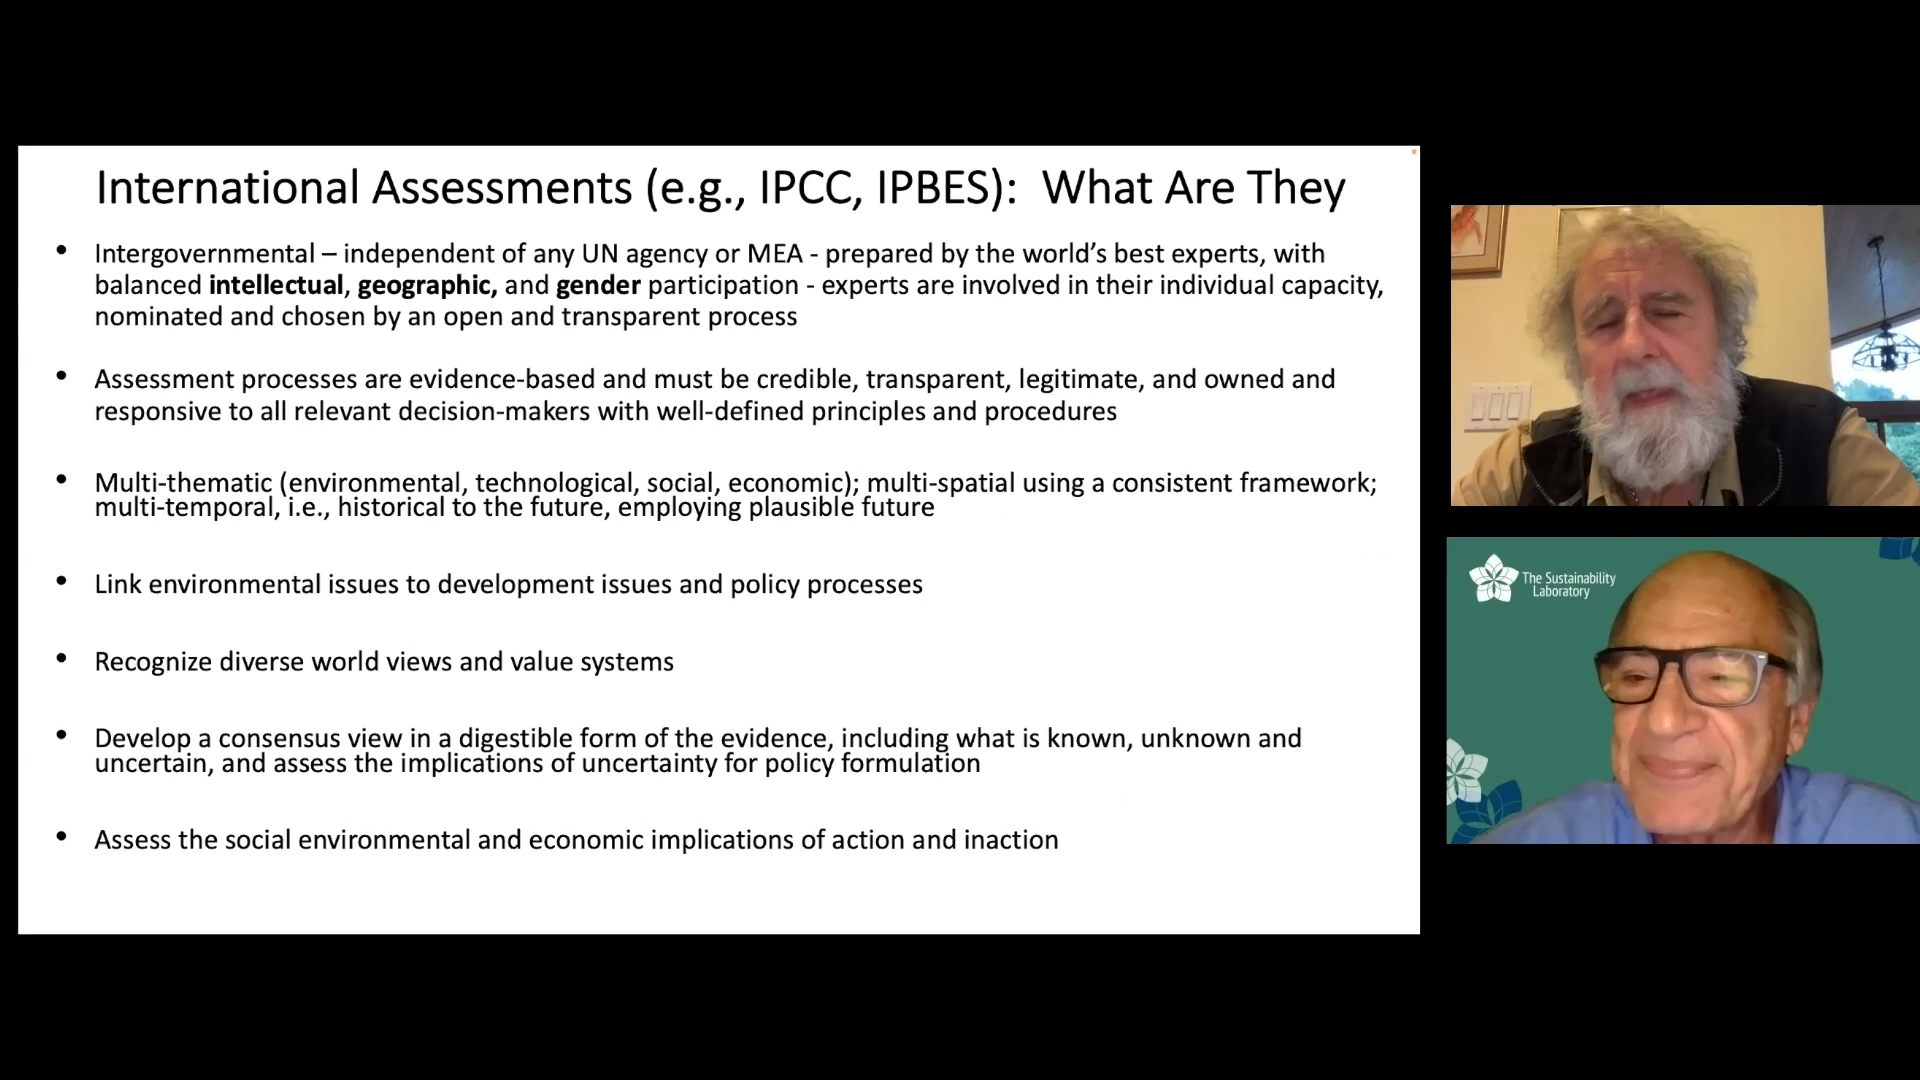 International Assessments (e.g., IPCC, IPBES):  What Are They
• Intergovernmental – independent of any UN agency or MEA - prepared by the world’s best experts, with
balanced intellectual, geographic, and gender participation - experts are involved in their individual capacity,
nominated and chosen by an open and transparent process
• Assessment processes are evidence-based and must be credible, transparent, legitimate, and owned and
responsive to all relevant decision-makers with well-defined principles and procedures
• Multi-thematic (environmental, technological, social, economic); multi-spatial using a consistent framework;
multi-temporal, i.e., historical to the future, employing plausible future
• Link environmental issues to development issues and policy processes
• Recognize diverse world views and value systems
• Develop a consensus view in a digestible form of the evidence, including what is known, unknown and
uncertain, and assess the implications of uncertainty for policy formulation
• Assess the social environmental and economic implications of action and inaction
The Sustainability
Laboratory